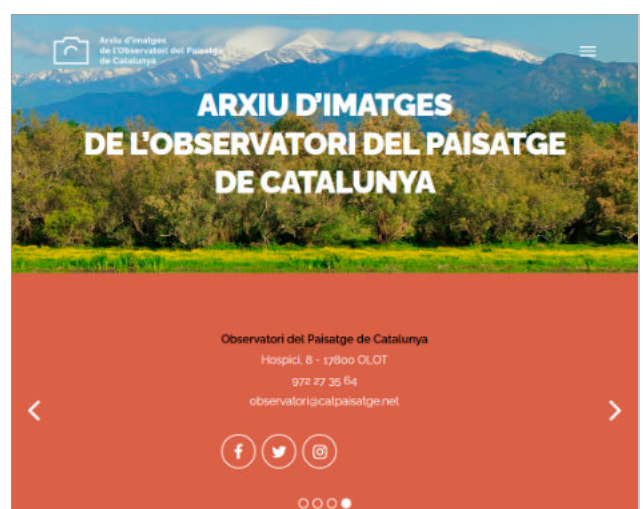 Arxiu d'imatges
de l'Observatori del Paisatge
de Catalunya
ARXIU D'IMATGES
DE L'OBSERVATORI DEL PAISATGE
DE CATALUNYA
Observatori del Paisatge de Catalunya
Hospici, 8 - 17800 OLOT
972 27 35 64
observatori@catpaisatge.net